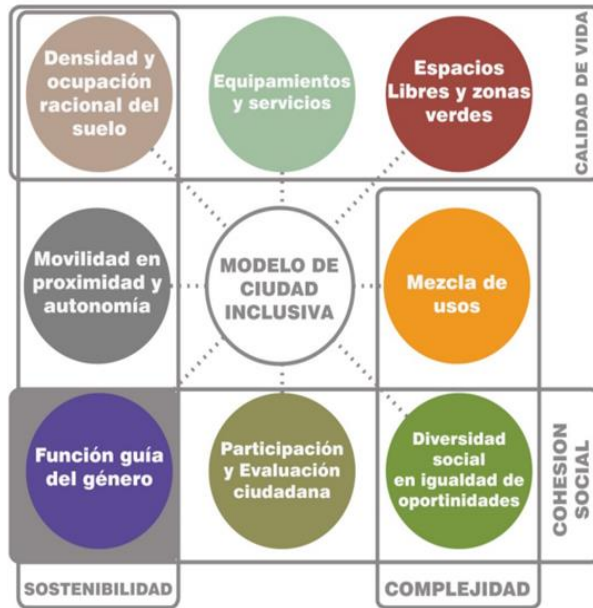 Densidad y
ocupación
racional del
suelo
Equipamientos
y servicios
Espacios
Libres y zonas
verdes
CALIDAD DE VIDA
Movilidad en
proximidad y
autonomía
MODELO DE
CIUDAD
INCLUSIVA
Mezcla de
usos
Función guía
del género
Participación
y Evaluación
ciudadana
Diversidad
social
en igualdad de
oportinidades
COHESION
SOCIAL
SOSTENIBILIDAD
COMPLEJIDAD